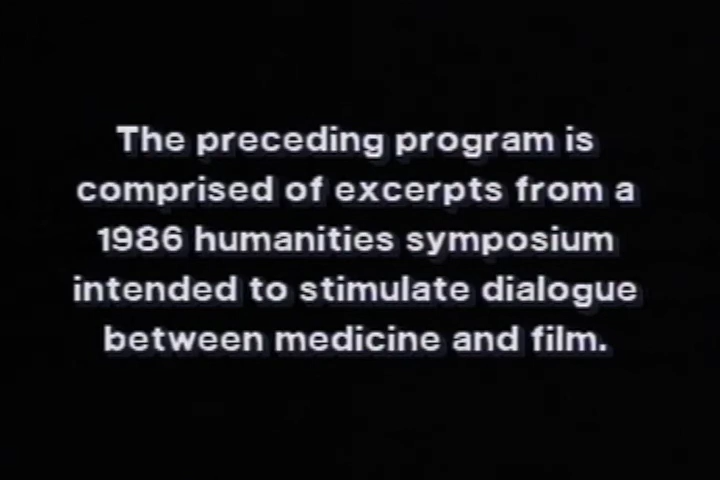 The preceding program is
comprised of excerpts from a
1986 humanities symposium
intended to stimulate dialogue
between medicine and film.